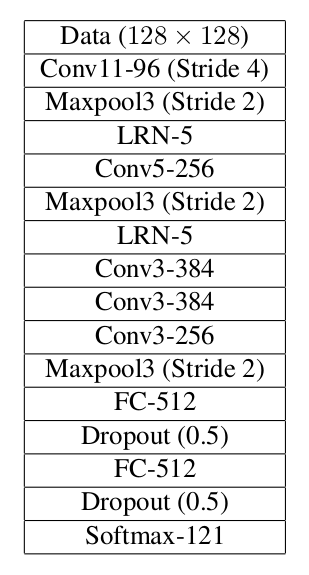 Data (128 × 128)
Conv11-96 (Stride 4)
Maxpool3 (Stride 2)
LRN-5
Conv5-256
Maxpool3 (Stride 2)
LRN-5
Conv3-384
Conv3-384
Conv3-256
Maxpool3 (Stride 2)
FC-512
Dropout (0.5)
FC-512
Dropout (0.5)
Softmax-121